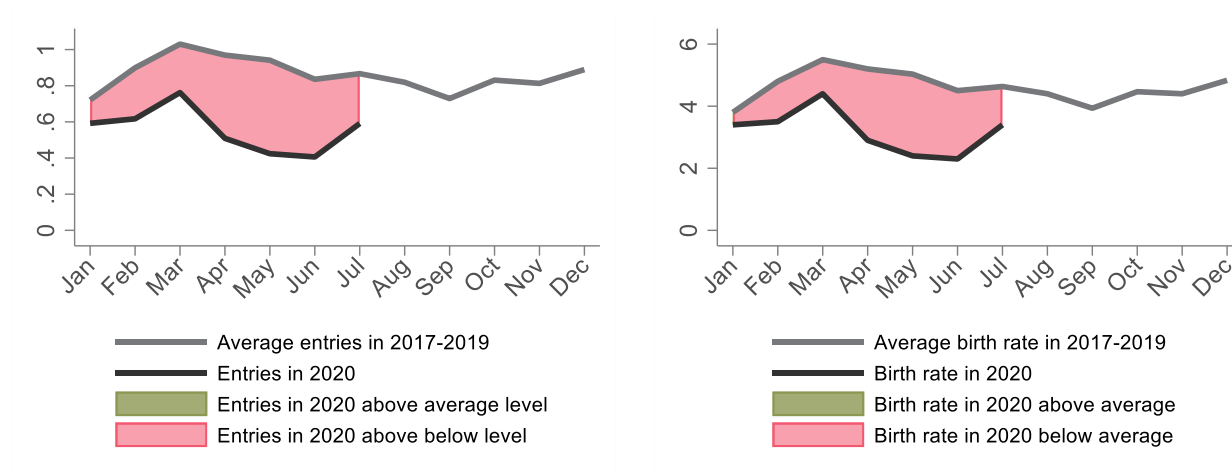 1
.8
.6
.4
.2
0
Jan Feb Mar Apr May Jun Jul Aug Sep Oct Nov Dec
Average entries in 2017-2019
Entries in 2020
Entries in 2020 above average level
Entries in 2020 above below level
6
4
2
0
Jan Feb Mar Apr May Jun Jul Aug Sep Oct Nov Dec
Average birth rate in 2017-2019
Birth rate in 2020
Birth rate in 2020 above average
Birth rate in 2020 below average